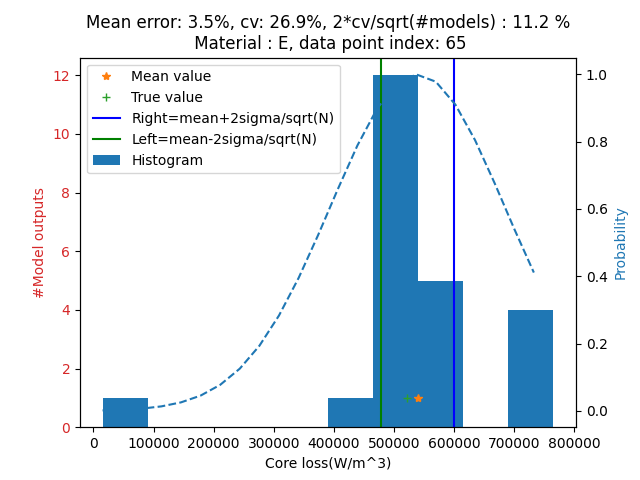 Mean error: 3.5%, cv: 26.9%, 2*cv/sqrt(#models) : 11.2 %
Material : E, data point index: 65
Mean value
True value
Right=mean+2sigma/sqrt(N)
Left=mean-2sigma/sqrt(N)
Histogram
#Model outputs
12
10
8
6
4
2
0
1.0
0.8
0.6
0.4
0.2
0.0
Probability
0 100000 200000 300000 400000 500000 600000 700000 800000
Core loss(W/m^3)